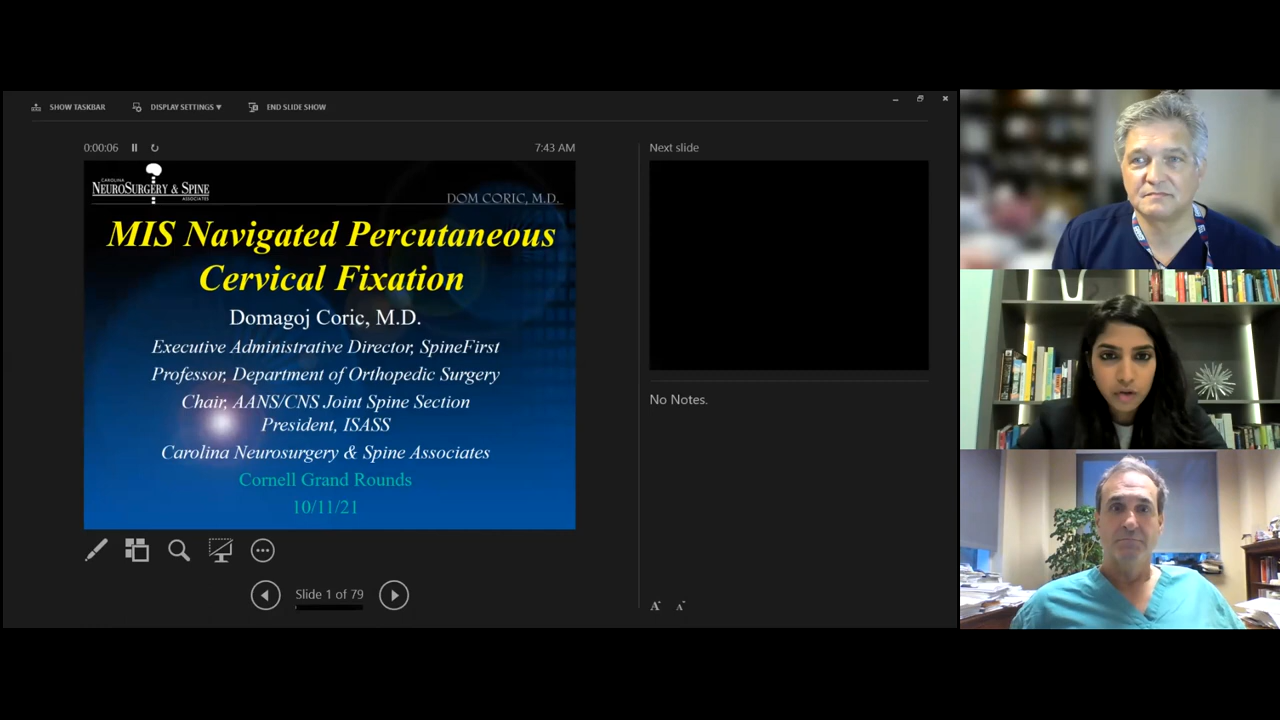 SHOW TASKBAR
DISPLAY SETTINGS ▼
END SLIDE SHOW
0:00:06
7:43 AM
Next slide
CAROLINA
NEUROSURGERY & SPINE
ASSOCIATES
DOM CORIC, M.D.
MIS Navigated Percutaneous
Cervical Fixation
Domagoj Coric, M.D.
Executive Administrative Director, SpineFirst
Professor, Department of Orthopedic Surgery
Chair, AANS/CNS Joint Spine Section
President, ISASS
Carolina Neurosurgery & Spine Associates
Cornell Grand Rounds
10/11/21
No Notes.
Slide 1 of 79
A A